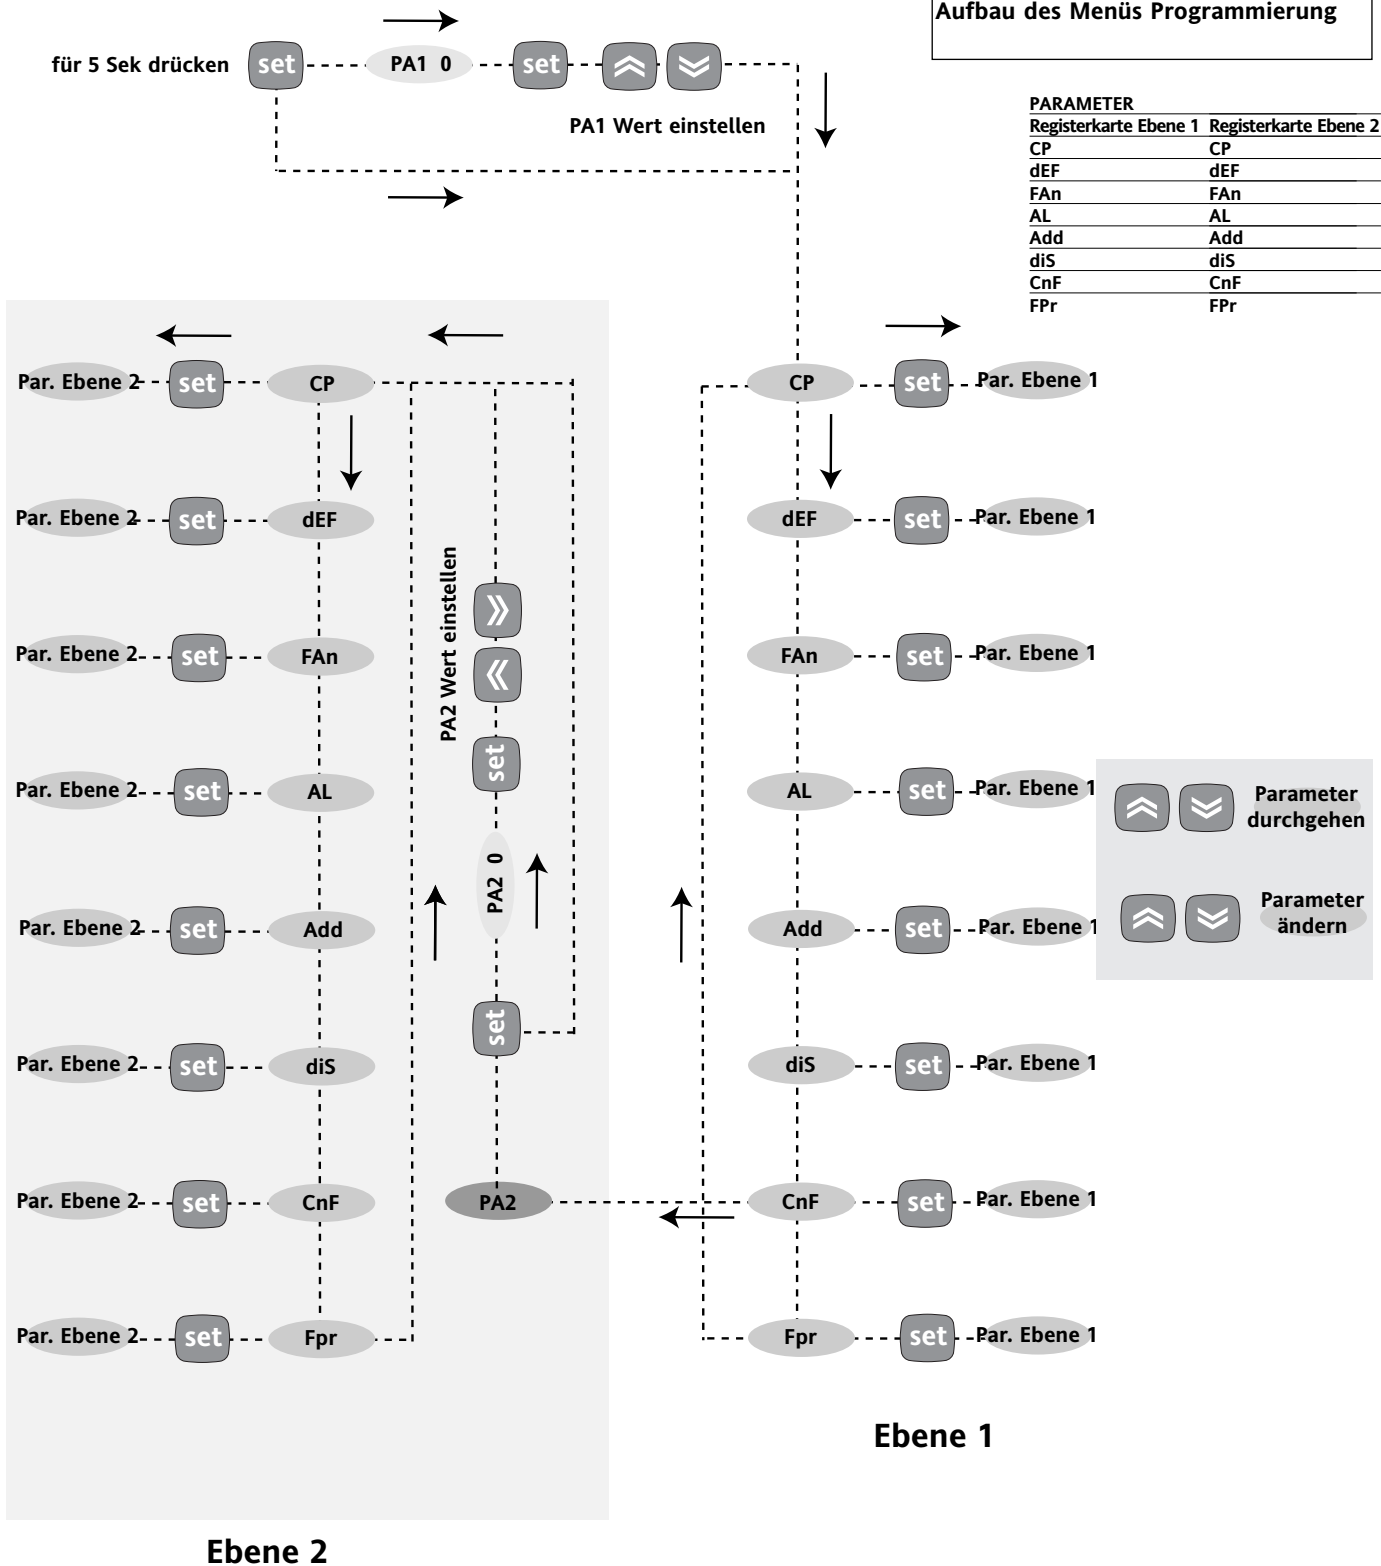 Aufbau des Menüs Programmierung
für 5 Sek drücken set PA1 0 set
PA1 Wert einstellen
PARAMETER
Registerkarte Ebene 1 Registerkarte Ebene 2
CP CP
dEF dEF
FAn FAn
AL AL
Add Add
diS diS
CnF CnF
FPr FPr
Par. Ebene 2 set CP
Par. Ebene 2 set dEF
Par. Ebene 2 set FAn
Par. Ebene 2 set AL
Par. Ebene 2 set Add
Par. Ebene 2 set diS
Par. Ebene 2 set CnF
Par. Ebene 2 set Fpr
PA2 Wert einstellen
set
PA2 0
set
PA2
CP set Par. Ebene 1
dEF set Par. Ebene 1
FAn set Par. Ebene 1
AL set Par. Ebene 1
Add set Par. Ebene 1
diS set Par. Ebene 1
CnF set Par. Ebene 1
Fpr set Par. Ebene 1
Parameter
durchgehen
Parameter
ändern
Ebene 1
Ebene 2